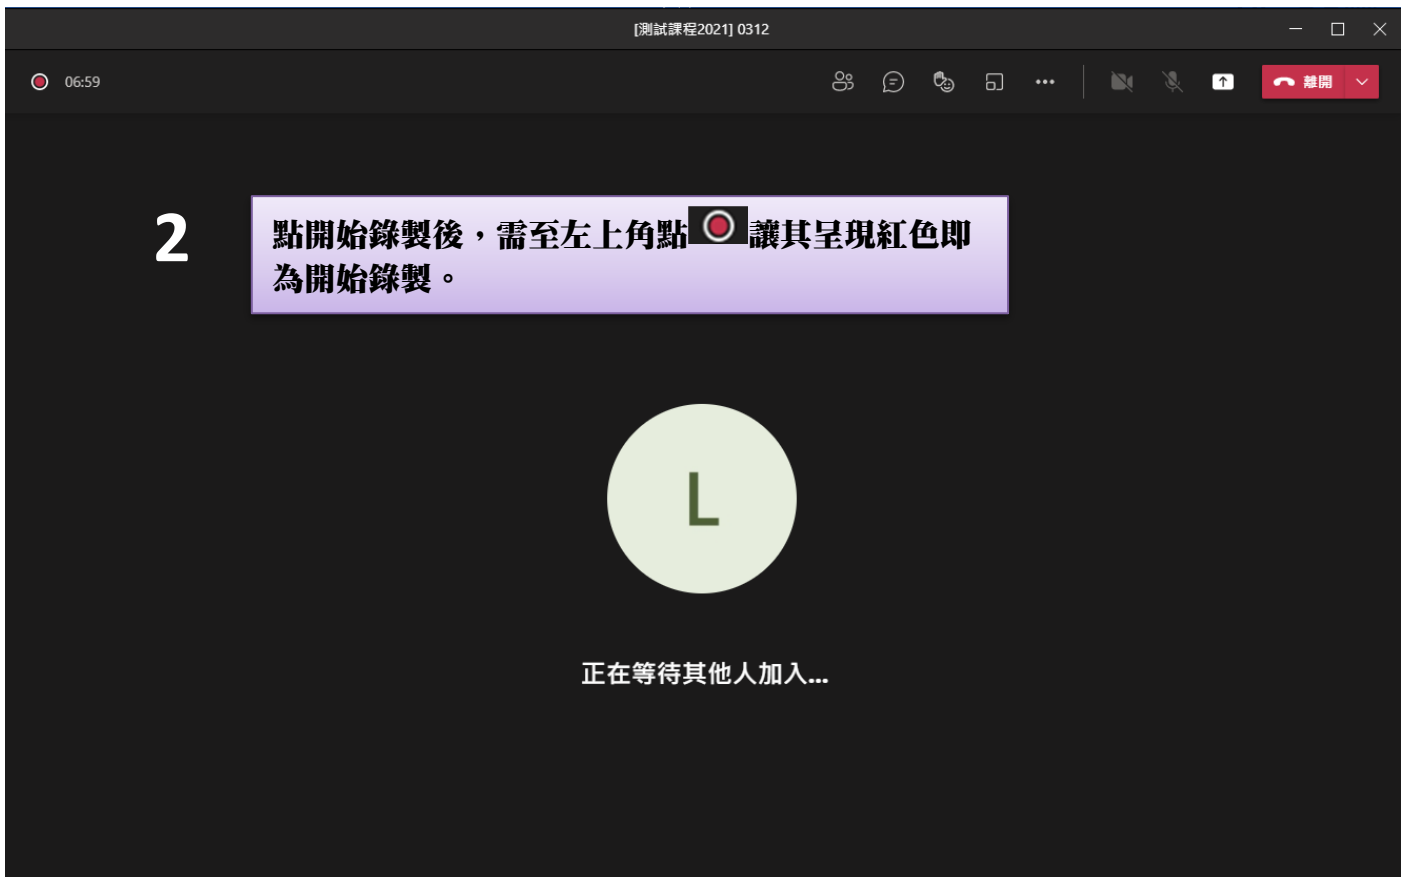 [測試課程2021] 0312
06:59
離開
2
點開始錄製後，需至左上角點 讓其呈現紅色即
為開始錄製。
L
正在等待其他人加入...